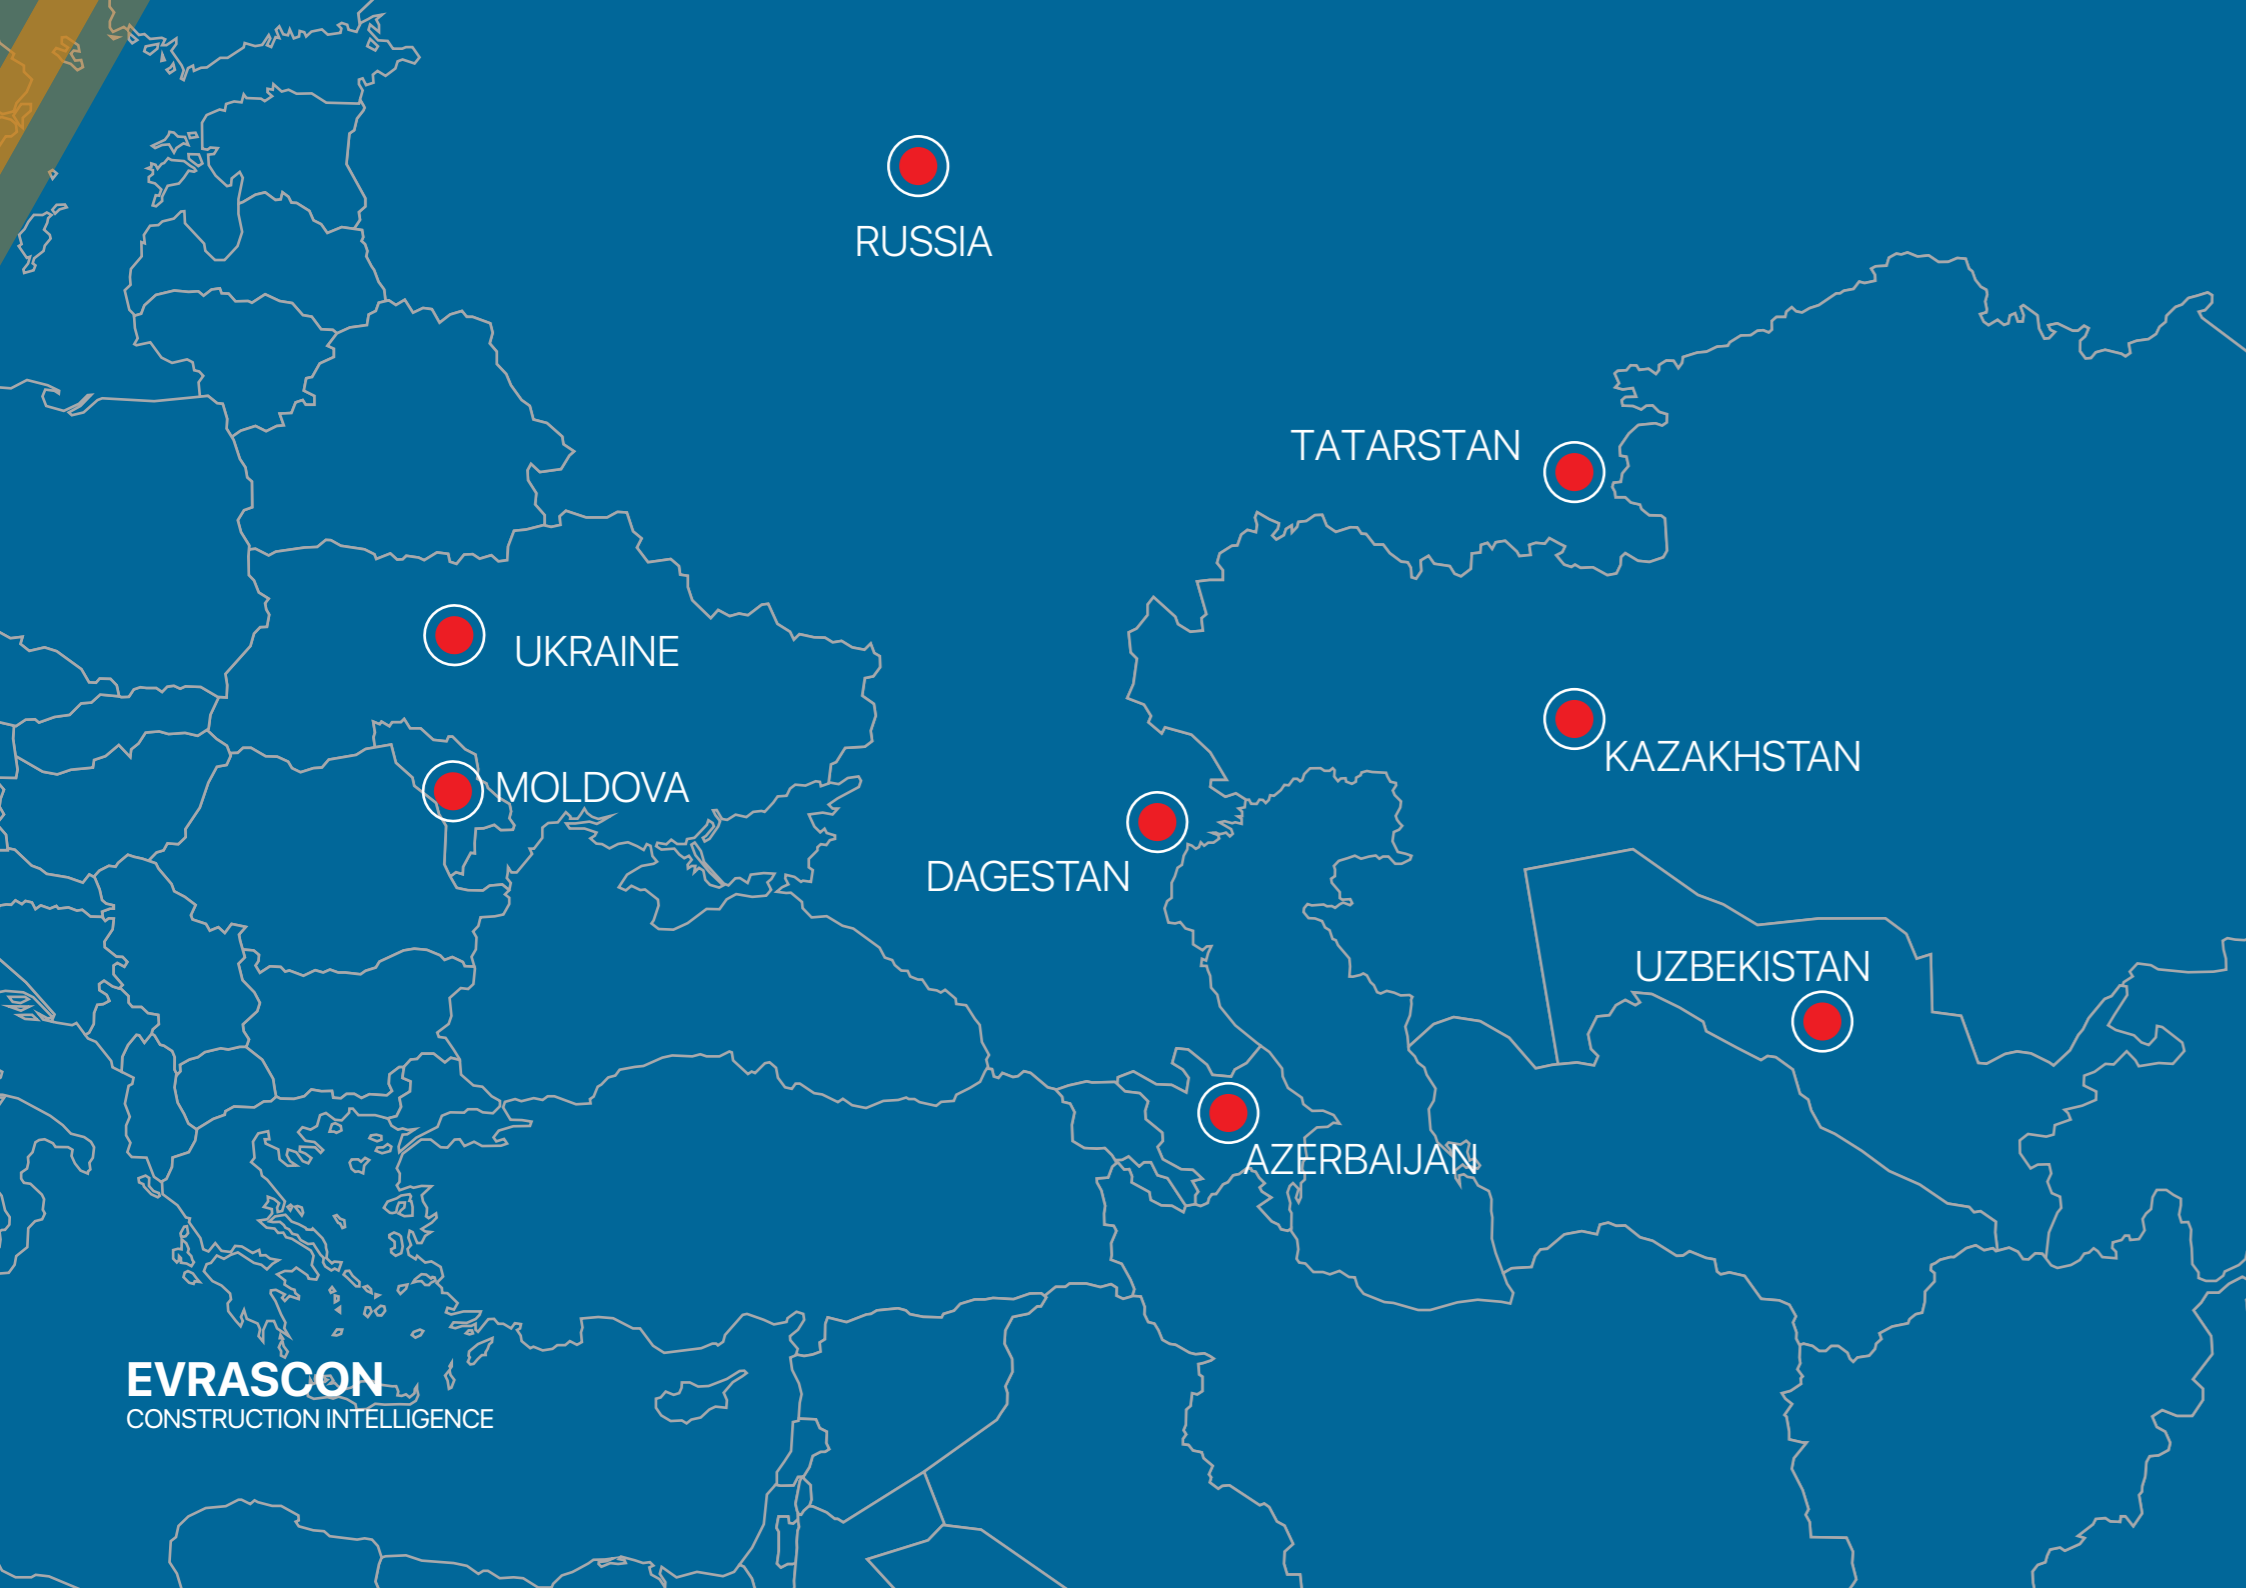 RUSSIA
TATARSTAN
UKRAINE
KAZAKHSTAN
MOLDOVA
DAGESTAN
UZBEKISTAN
AZERBAIJAN
EVRASCON
CONSTRUCTION INTELLIGENCE